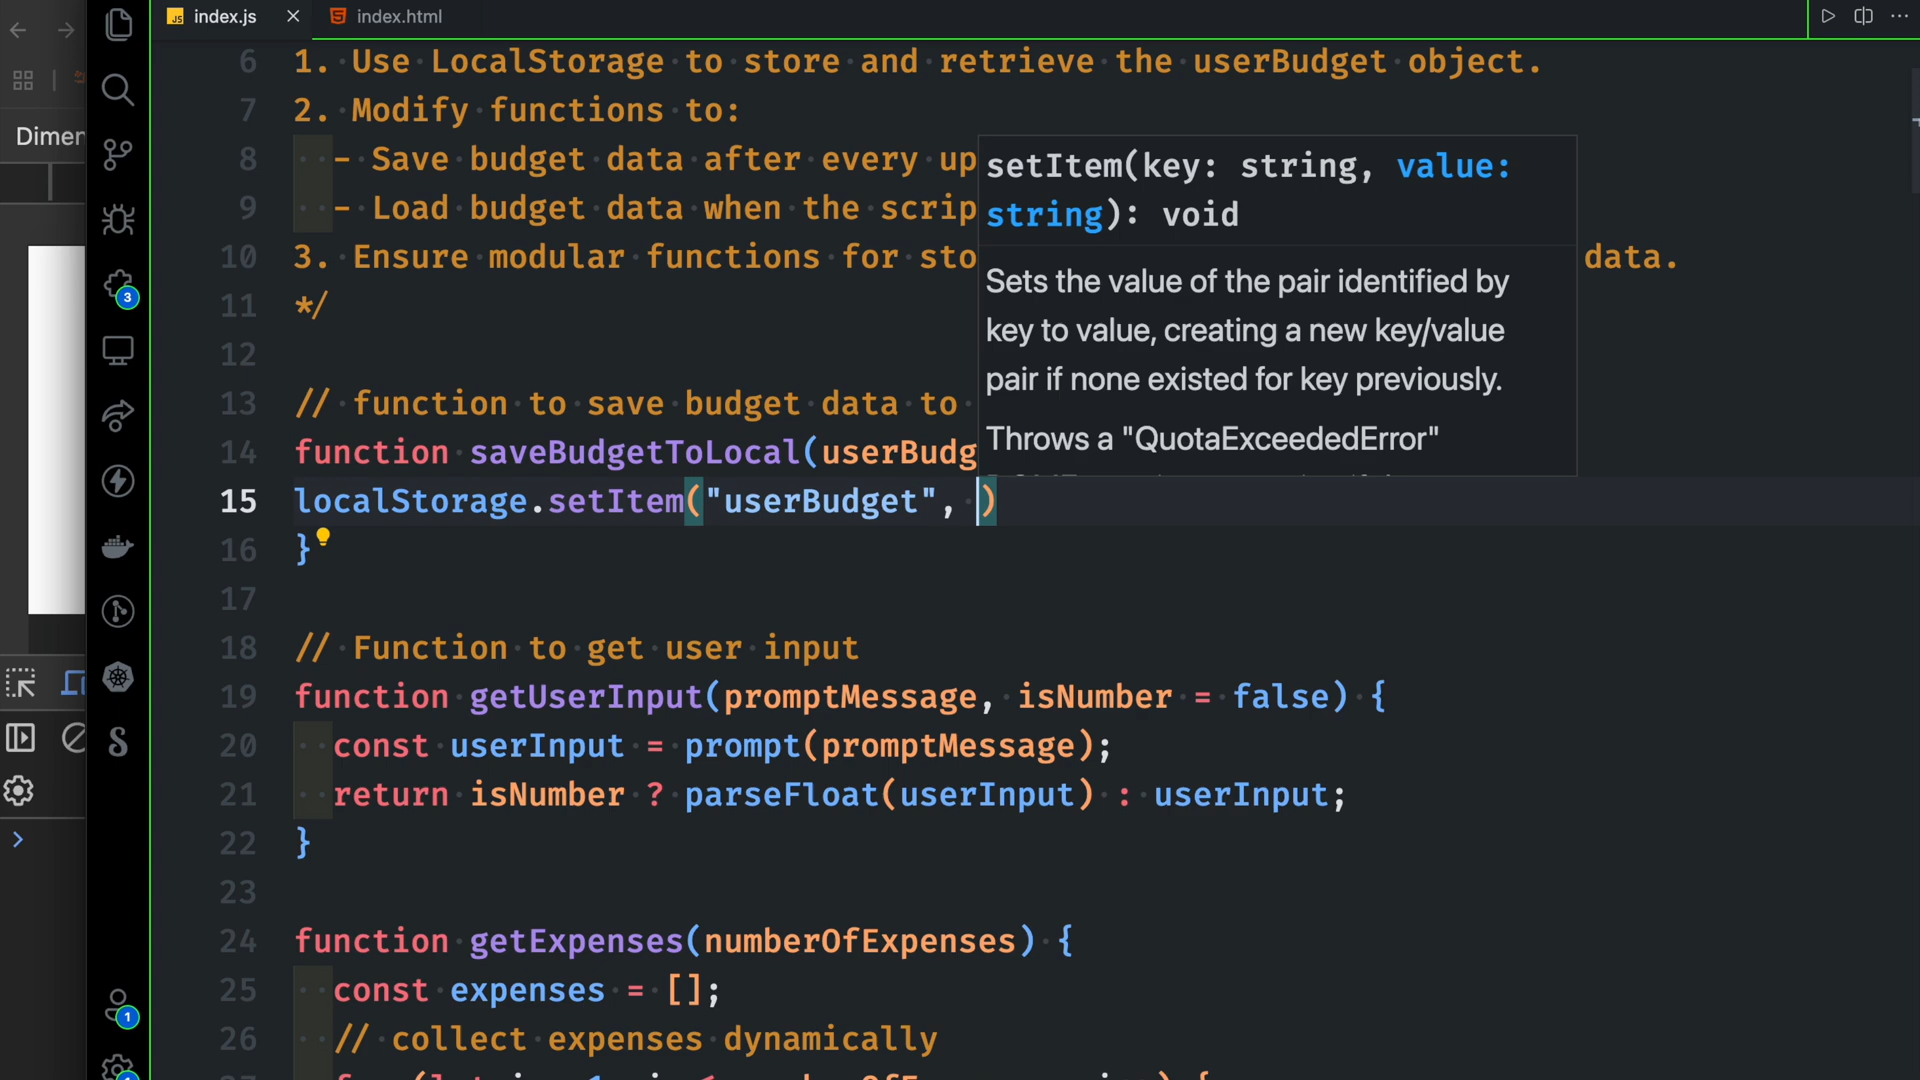 index.js
index.html
Dimen
6 1. Use LocalStorage to store and retrieve the userBudget object.
7 2. Modify functions to:
8 - Save budget data after every up
9 - Load budget data when the scrip
10 3. Ensure modular functions for sto data.
11 */
12
13 // function to save budget data to
14 function saveBudgetToLocal(userBudg
15 localStorage.setItem("userBudget", )
16 }
17
18 // Function to get user input
19 function getUserInput(promptMessage, isNumber = false) {
20 const userInput = prompt(promptMessage);
21 return isNumber ? parseFloat(userInput) : userInput;
22 }
23
24 function getExpenses(numberOfExpenses) {
25 const expenses = [];
26 // collect expenses dynamically
setItem(key: string, value:
string): void
Sets the value of the pair identified by
key to value, creating a new key/value
pair if none existed for key previously.
Throws a "QuotaExceededError"
3
1